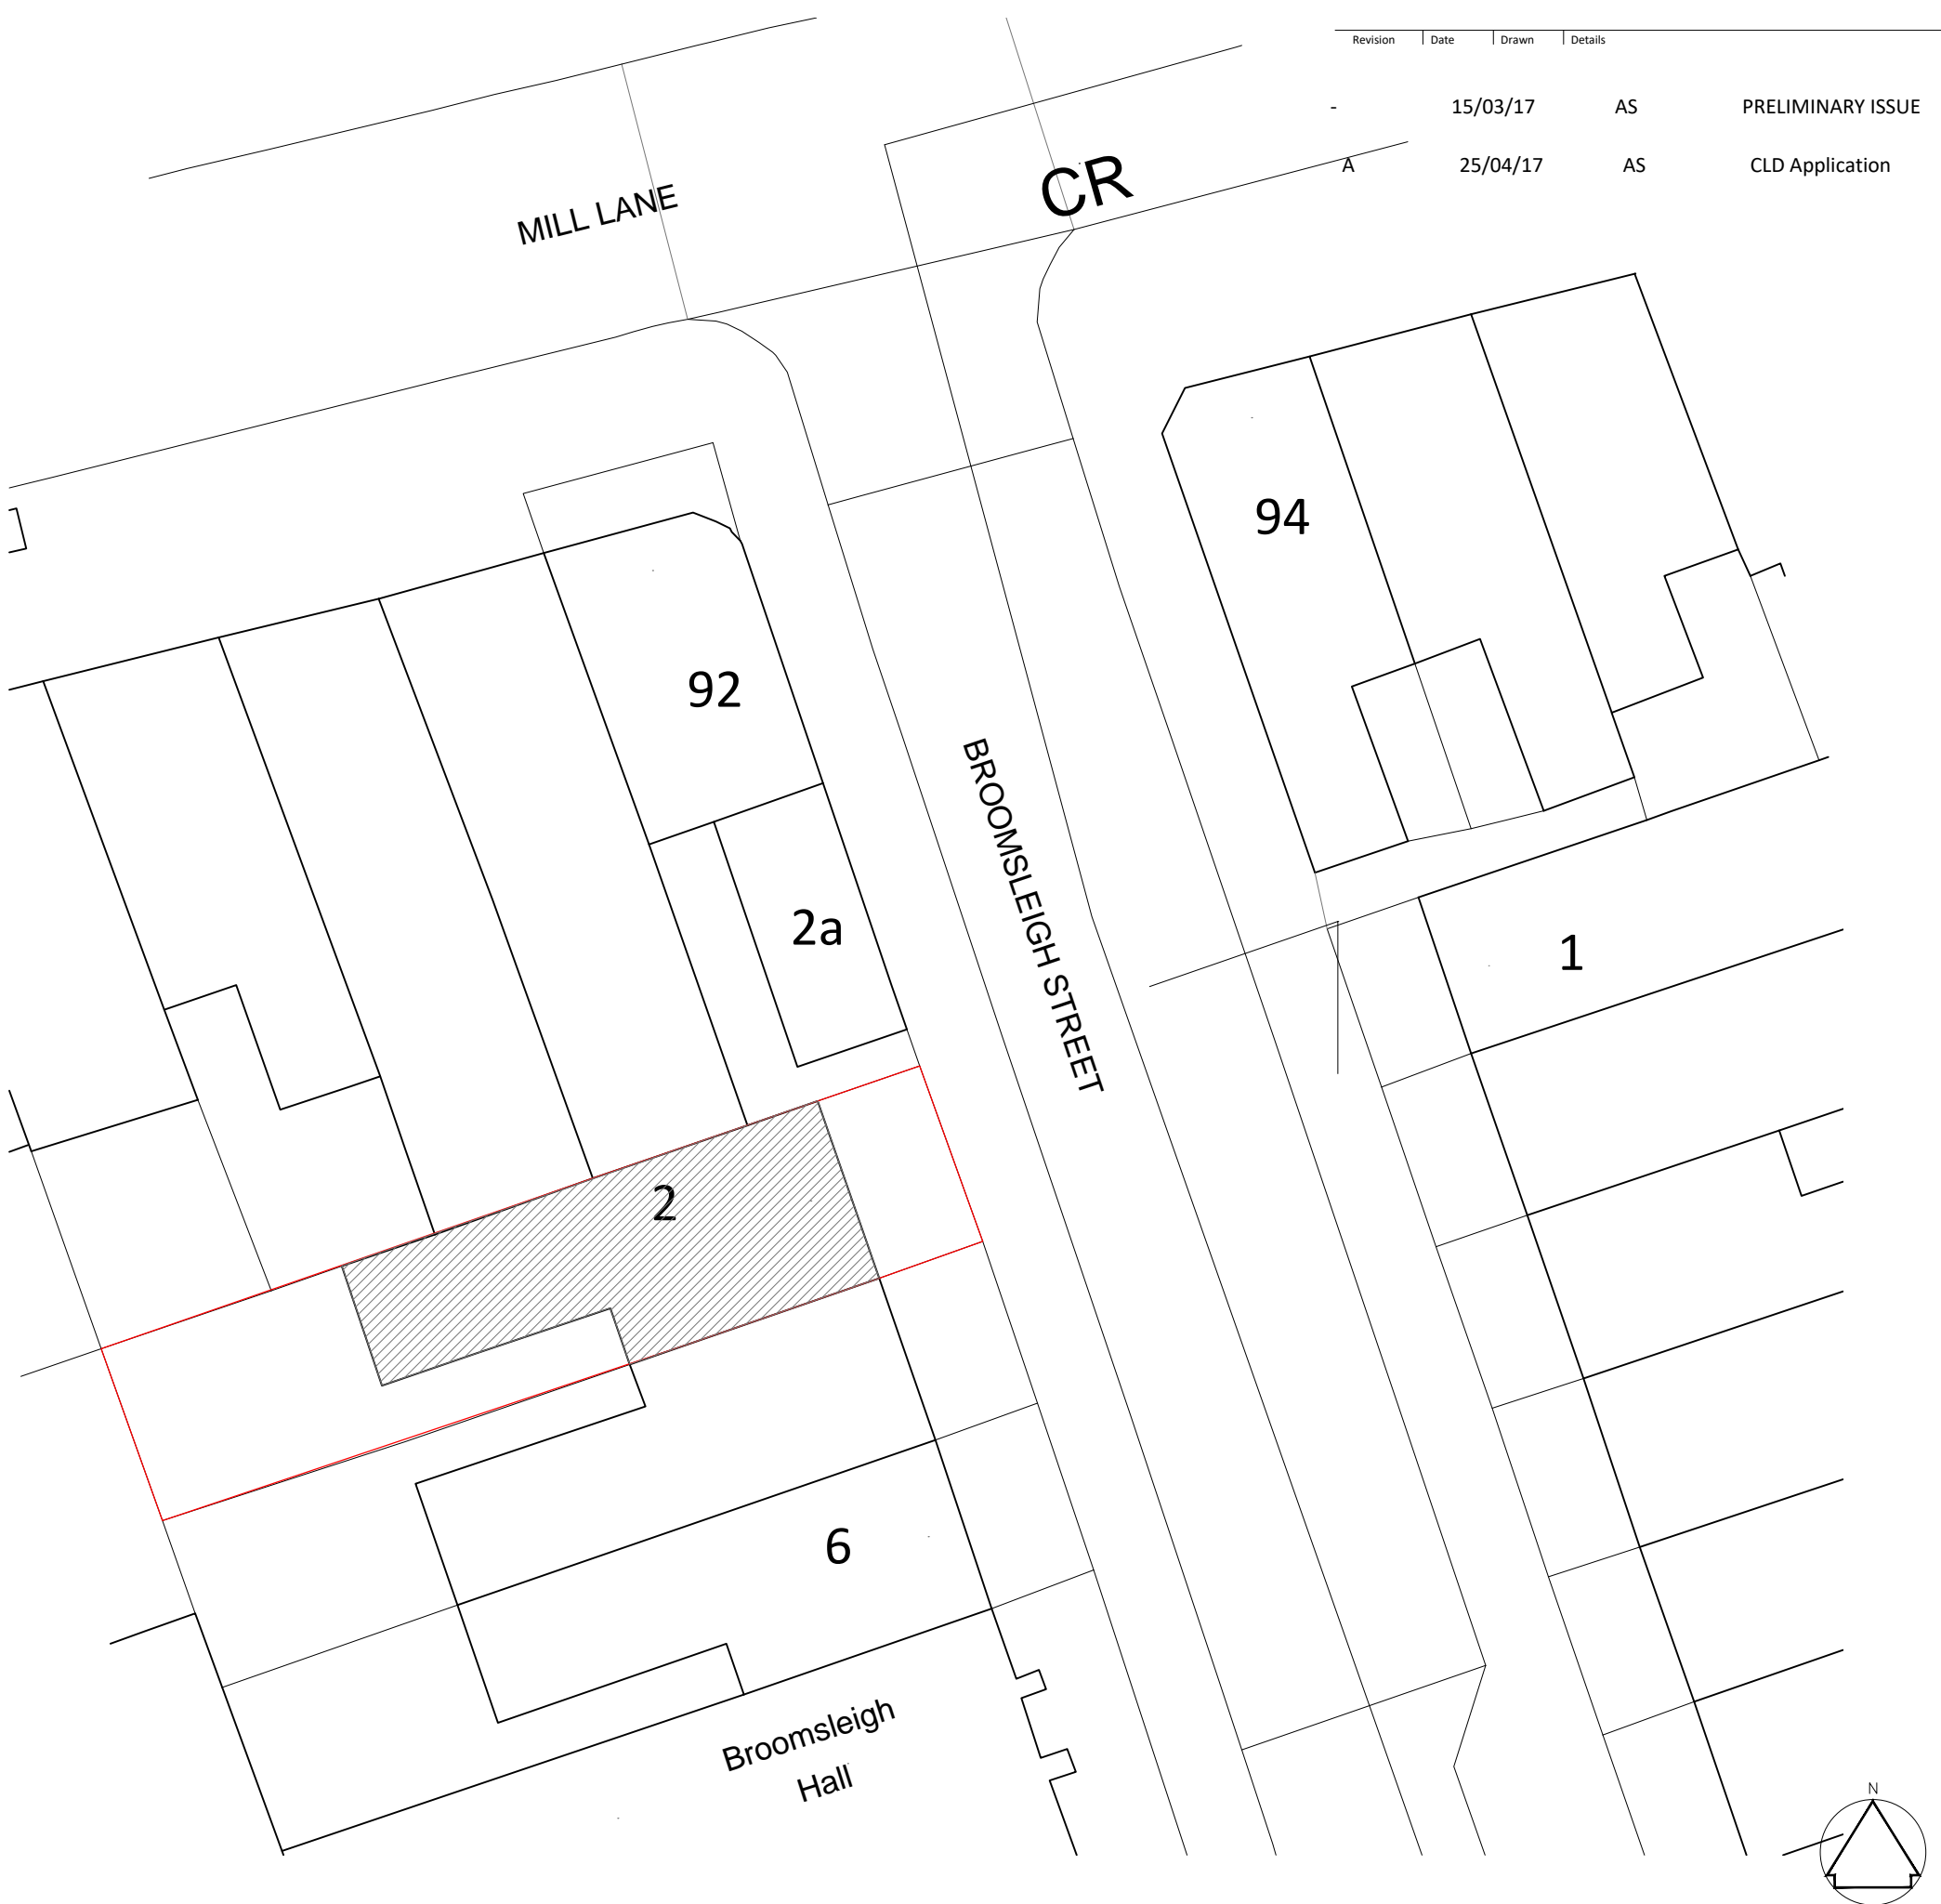 Revision Date Drawn Details
- 15/03/17 AS PRELIMINARY ISSUE
A 25/04/17 AS CLD Application
CR
MILL LANE
94
92
BROOMSLEIGH STREET
2a
1
2
6
Broomsleigh
Hall
N